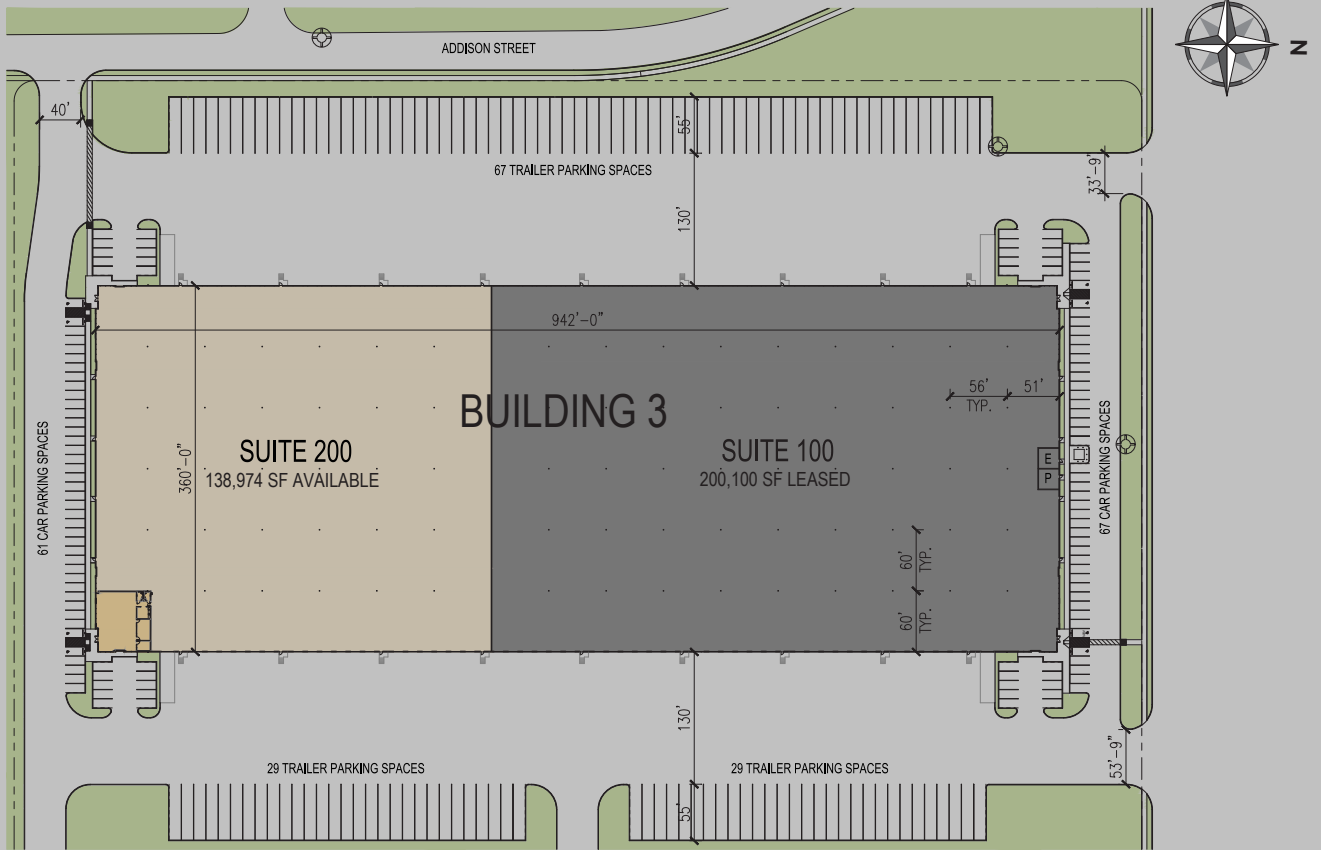 ADDISON STREET
N
40'
55'
67 TRAILER PARKING SPACES
33'-9"
130'
942'-0"
56'
TYP.
51'
BUILDING 3
SUITE 200
138,974 SF AVAILABLE
360'-0"
SUITE 100
200,100 SF LEASED
E
P
61 CAR PARKING SPACES
67 CAR PARKING SPACES
60'
TYP.
60'
TYP.
130'
29 TRAILER PARKING SPACES
29 TRAILER PARKING SPACES
53'-9"
55'